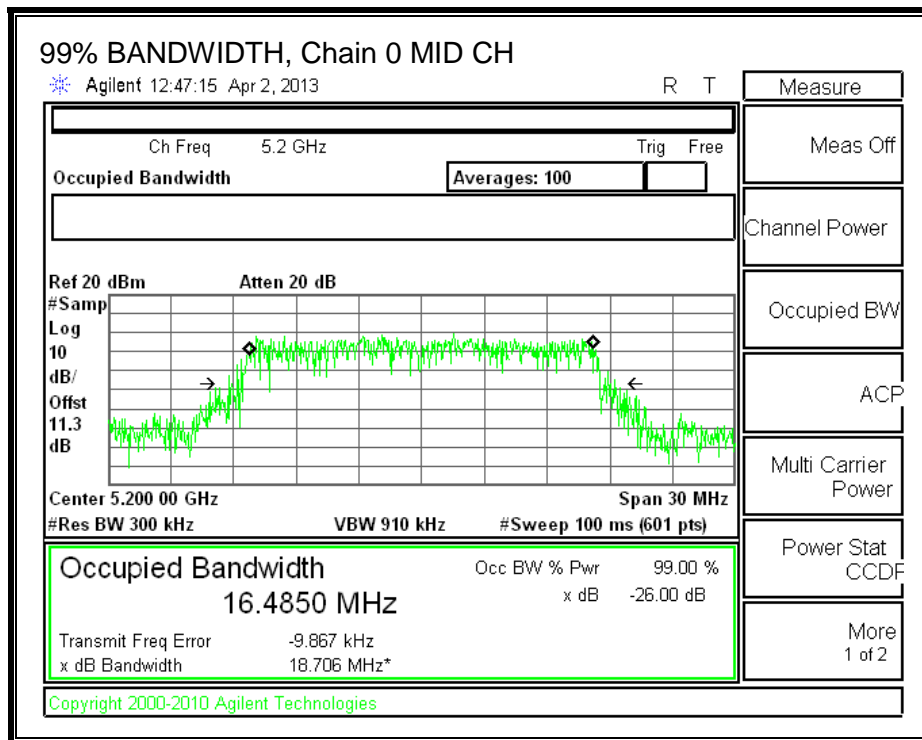 99% BANDWIDTH, Chain 0 MID CH
Agilent 12:47:15 Apr 2, 2013 R T
Measure
Ch Freq 5.2 GHz Trig Free
Occupied Bandwidth Averages: 100
Ref 20 dBm Atten 20 dB
#Samp
Log
10
dB/
Offst
11.3
dB
Center 5.200 00 GHz Span 30 MHz
#Res BW 300 kHz VBW 910 kHz #Sweep 100 ms (601 pts)
Occupied Bandwidth Occ BW % Pwr 99.00 %
16.4850 MHz x dB -26.00 dB
Transmit Freq Error -9.867 kHz
x dB Bandwidth 18.706 MHz*
Copyright 2000-2010 Agilent Technologies
Meas Off
Channel Power
Occupied BW
ACP
Multi Carrier
Power
Power Stat
CCDF
More
1 of 2